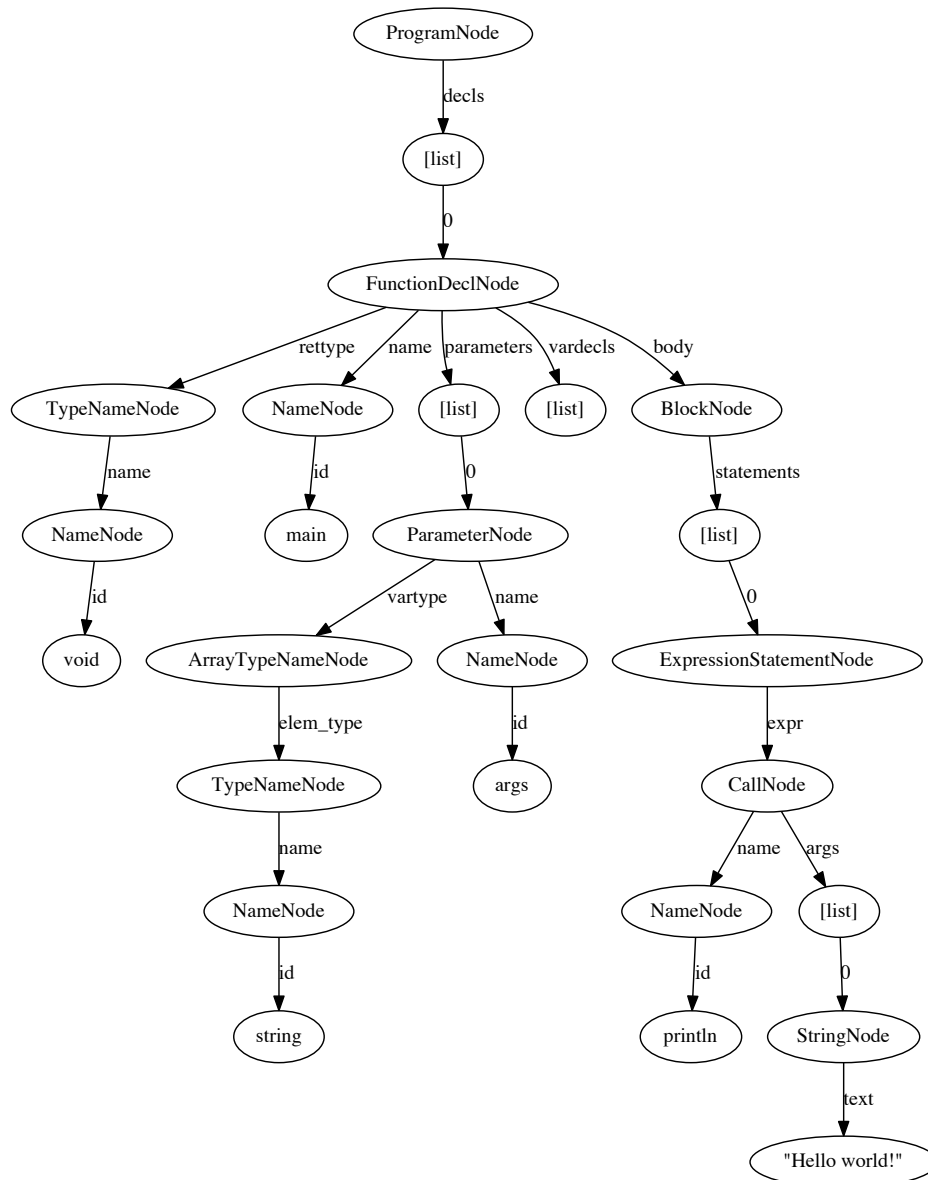 ProgramNode
decls
[list]
0
FunctionDeclNode
rettype name parameters vardecls body
TypeNameNode NameNode [list] [list] BlockNode
name id 0 statements
NameNode main ParameterNode [list]
id vartype name 0
void ArrayTypeNameNode NameNode ExpressionStatementNode
elem_type id expr
TypeNameNode args CallNode
name name args
NameNode NameNode [list]
id id 0
string println StringNode
text
"Hello world!"